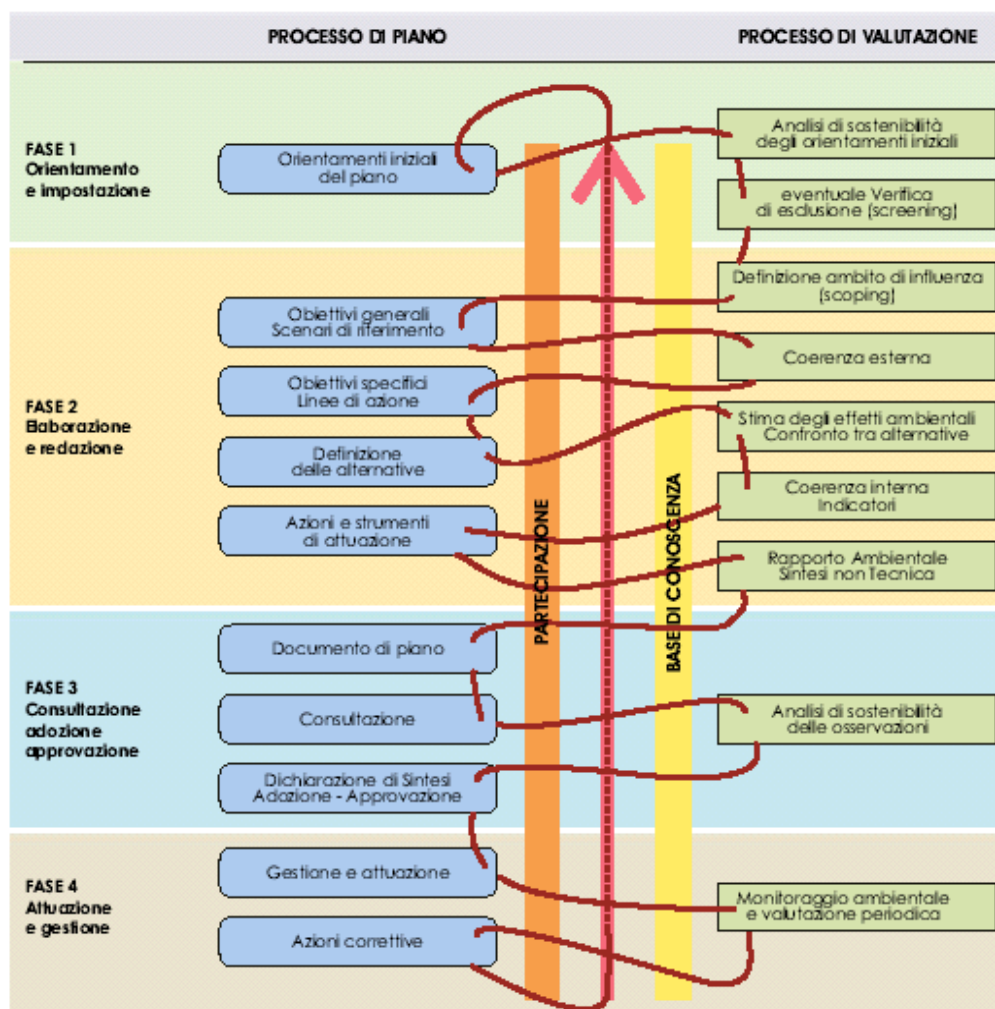 PROCESSO DI PIANO
PROCESSO DI VALUTAZIONE
FASE 1
Orientamento
e impostazione
Orientamenti iniziali
del piano
Analisi di sostenibilità
degli orientamenti iniziali
eventuale Verifica
di esclusione (screening)
FASE 2
Elaborazione
e redazione
Obiettivi generali
Scenari di riferimento
Obiettivi specifici
Linee di azione
Definizione
delle alternative
Azioni e strumenti
di attuazione
Definizione ambito di influenza
(scoping)
Coerenza esterna
Stima degli effetti ambientali
Confronto tra alternative
Coerenza interna
Indicatori
Rapporto Ambientale
Sintesi non Tecnica
PARTECIPAZIONE
BASE DI CONOSCENZA
FASE 3
Consultazione
adozione
approvazione
Documento di piano
Consultazione
Dichiarazione di Sintesi
Adozione - Approvazione
Analisi di sostenibilità
delle osservazioni
FASE 4
Attuazione
e gestione
Gestione e attuazione
Azioni correttive
Monitoraggio ambientale
e valutazione periodica